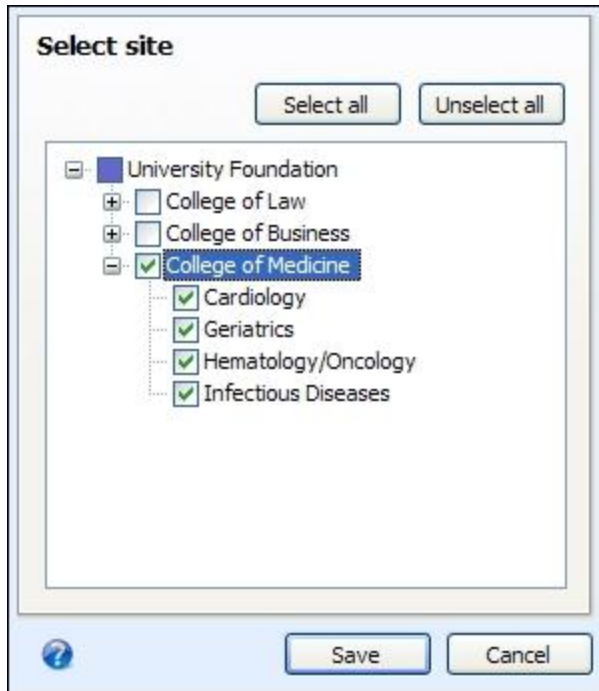 Select site
Select all Unselect all
University Foundation
College of Law
College of Business
College of Medicine
Cardiology
Geriatrics
Hematology/Oncology
Infectious Diseases
? Save Cancel